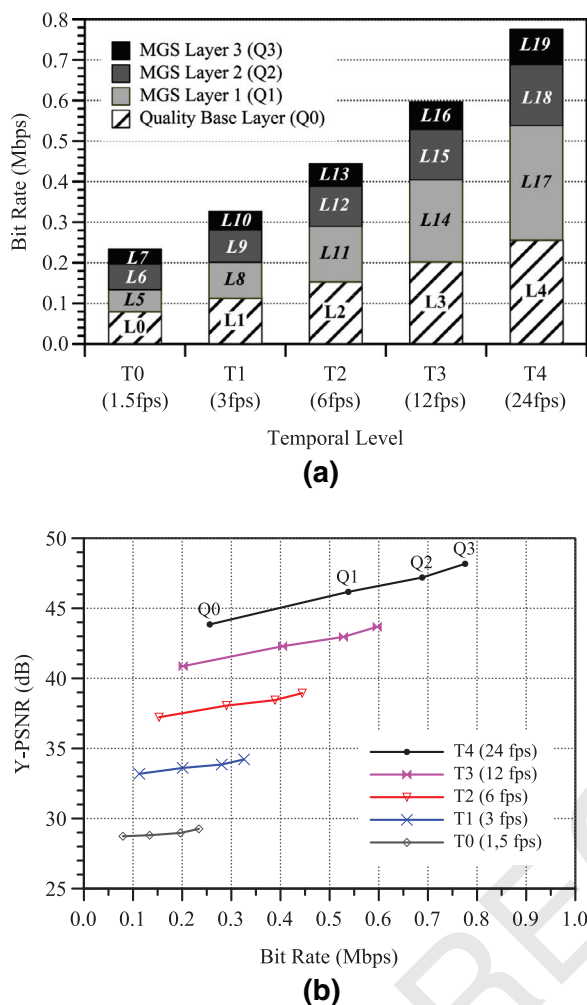 0.8
0.7
0.6
0.5
0.4
0.3
0.2
0.1
0.0
Bit Rate (Mbps)
MGS Layer 3 (Q3)
MGS Layer 2 (Q2)
MGS Layer 1 (Q1)
Quality Base Layer (Q0)
L7
L6
L5
L0
L10
L9
L8
L1
L13
L12
L11
L2
L16
L15
L14
L3
L19
L18
L17
L4
T0 T1 T2 T3 T4
(1.5fps) (3fps) (6fps) (12fps) (24fps)
Temporal Level
(a)
50
45
40
35
30
25
Y-PSNR (dB)
Q0 Q1 Q2 Q3
T4 (24 fps)
T3 (12 fps)
T2 (6 fps)
T1 (3 fps)
T0 (1,5 fps)
0.0 0.1 0.2 0.3 0.4 0.5 0.6 0.7 0.8 0.9 1.0
Bit Rate (Mbps)
(b)